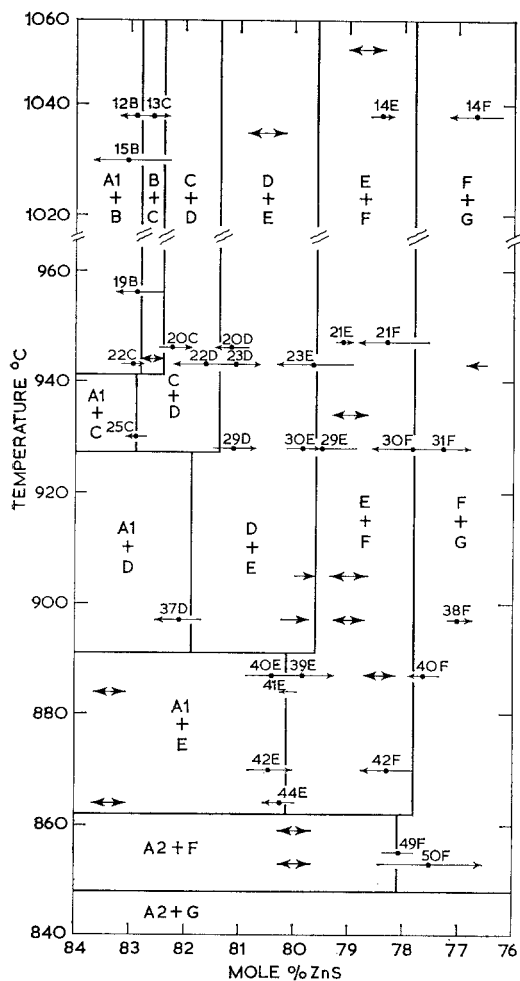 1060
12B 13C
14E
14F
1040
15B
A1 + B
B + C
C + D
D + E
E + F
F + G
1020
19B
960
20C
20D
21E
21F
22C
22D
23D
23E
940
A1 + C
C + D
25C
29D
30E
29E
30F
31F
920
A1 + D
D + E
E + F
F + G
900
37D
38F
40E
39E
40F
41E
880
A1 + E
42E
42F
44E
860
A2 + F
49F
50F
A2+G
840
84 83 82 81 80 79 78 77 76
MOLE % ZnS
TEMPERATURE °C